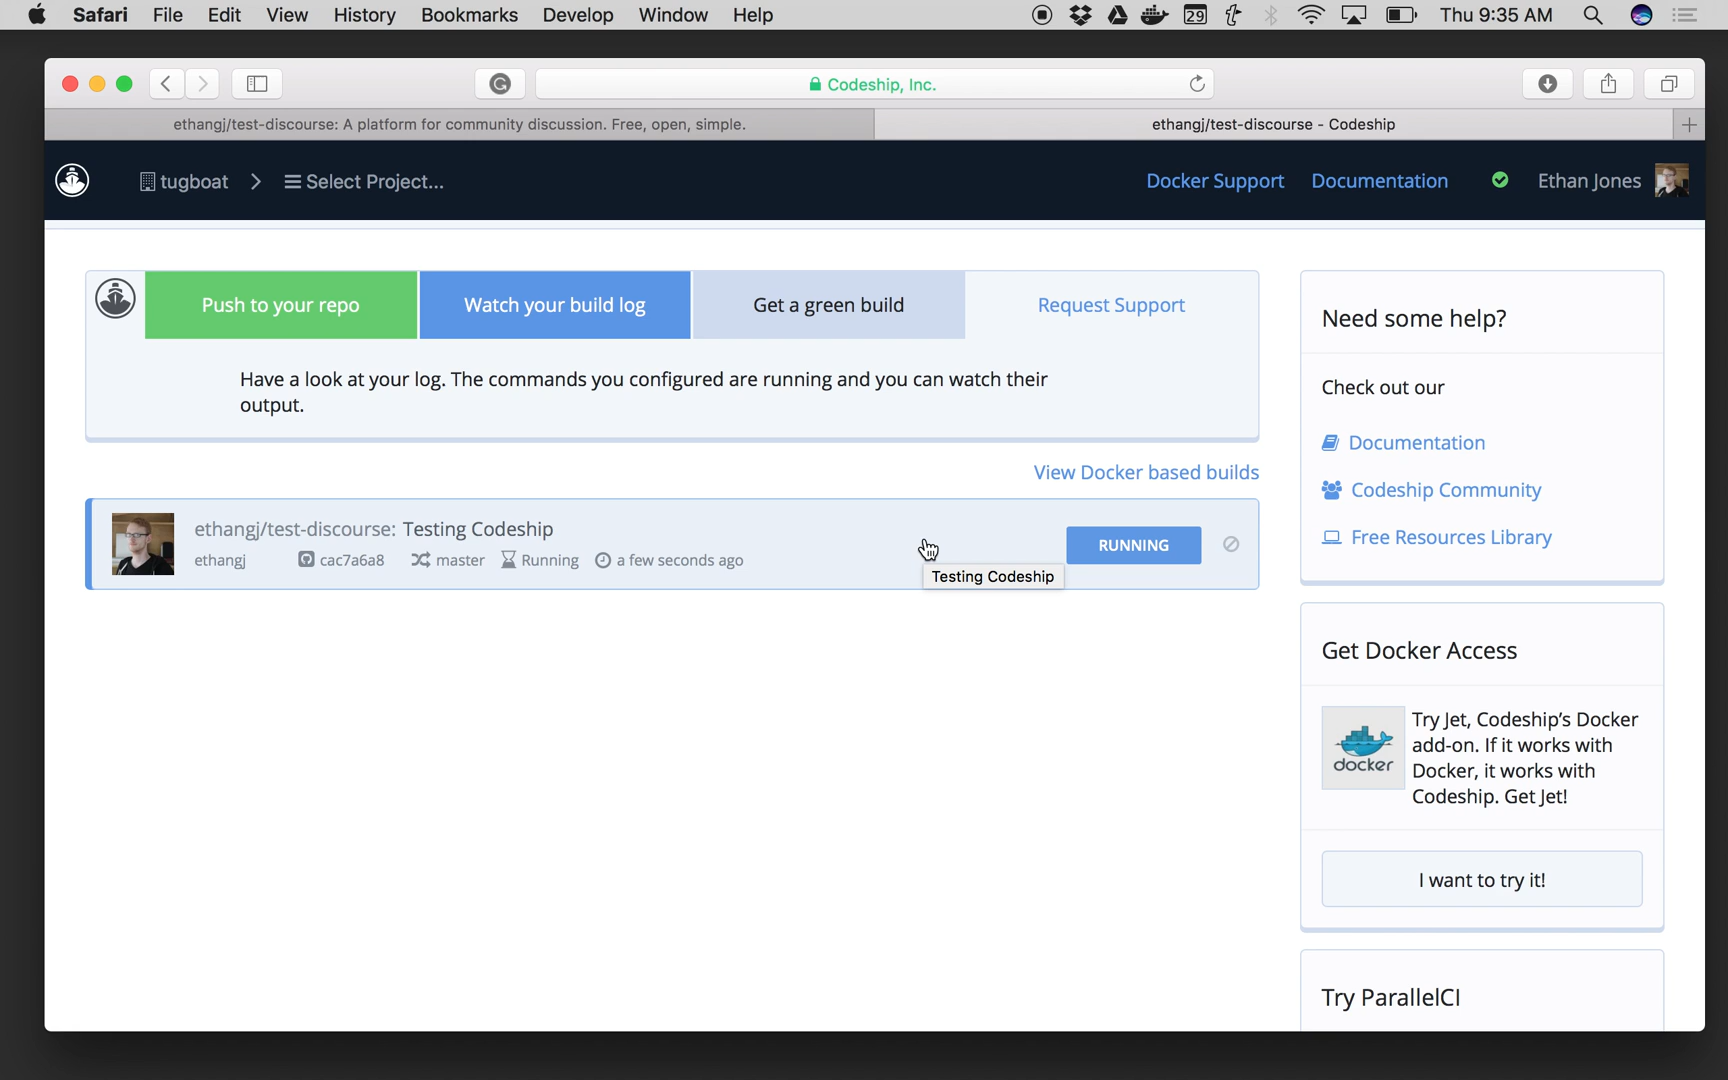 Safari File Edit View History Bookmarks Develop Window Help 29 Thu 9:35 AM
Codeship, Inc.
ethangj/test-discourse: A platform for community discussion. Free, open, simple.
ethangj/test-discourse - Codeship
tugboat > Select Project... Docker Support Documentation Ethan Jones
Push to your repo
Watch your build log
Get a green build
Request Support
Have a look at your log. The commands you configured are running and you can watch their
output.
View Docker based builds
ethangj/test-discourse: Testing Codeship
ethangj cac7a6a8 master Running a few seconds ago
RUNNING
Testing Codeship
Need some help?
Check out our
Documentation
Codeship Community
Free Resources Library
Get Docker Access
docker
Try Jet, Codeship's Docker
add-on. If it works with
Docker, it works with
Codeship. Get Jet!
I want to try it!
Try ParallelCI